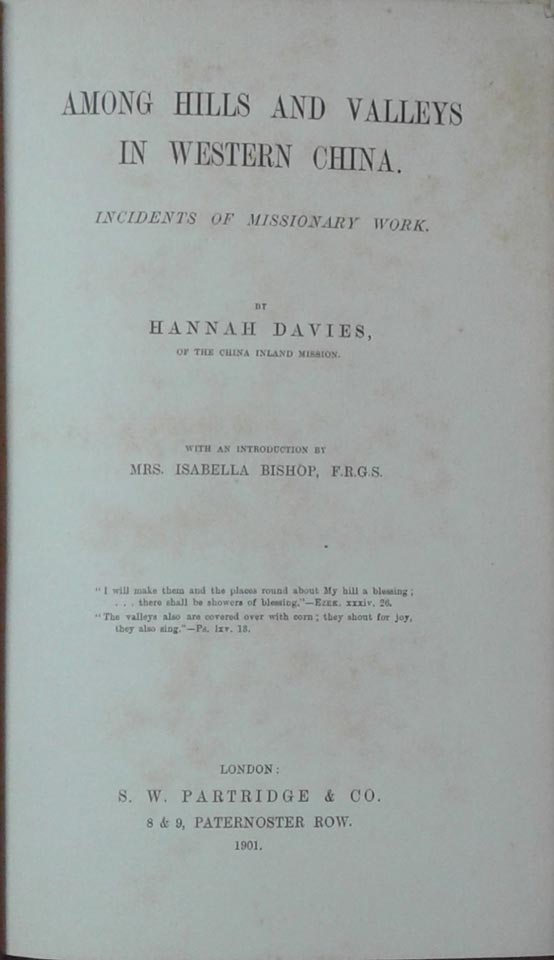 AMONG HILLS AND VALLEYS
IN WESTERN CHINA.
INCIDENTS OF MISSIONARY WORK.
BY
HANNAH DAVIES,
OF THE CHINA INLAND MISSION.
WITH AN INTRODUCTION BY
MRS. ISABELLA BISHOP, F.R.G.S.
"I will make them and the places round about My hill a blessing;
. . . there shall be showers of blessing."—EZEK. xxxiv. 26.
"The valleys also are covered over with corn; they shout for joy,
they also sing."—PS. lxv. 13.
LONDON:
S. W. PARTRIDGE & CO.
8 & 9, PATERNOSTER ROW.
1901.